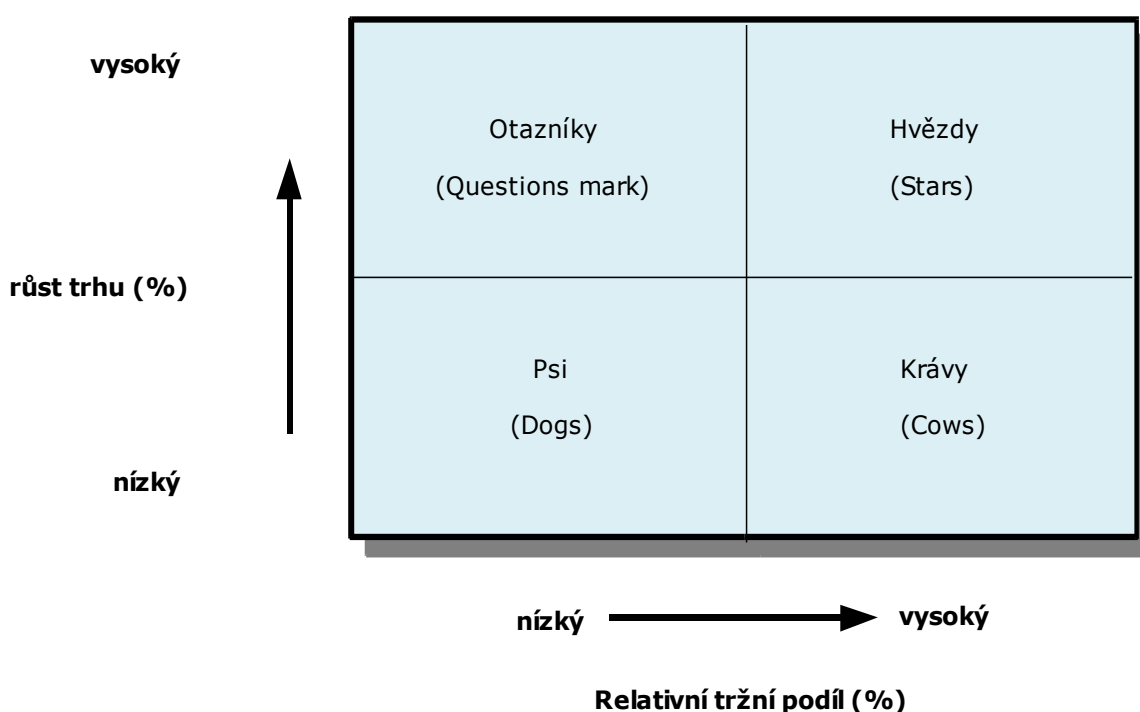 vysoký
Otazníky
(Questions mark)
Hvězdy
(Stars)
růst trhu (%)
Psi
(Dogs)
Krávy
(Cows)
nízký
nízký
vysoký
Relativní tržní podíl (%)